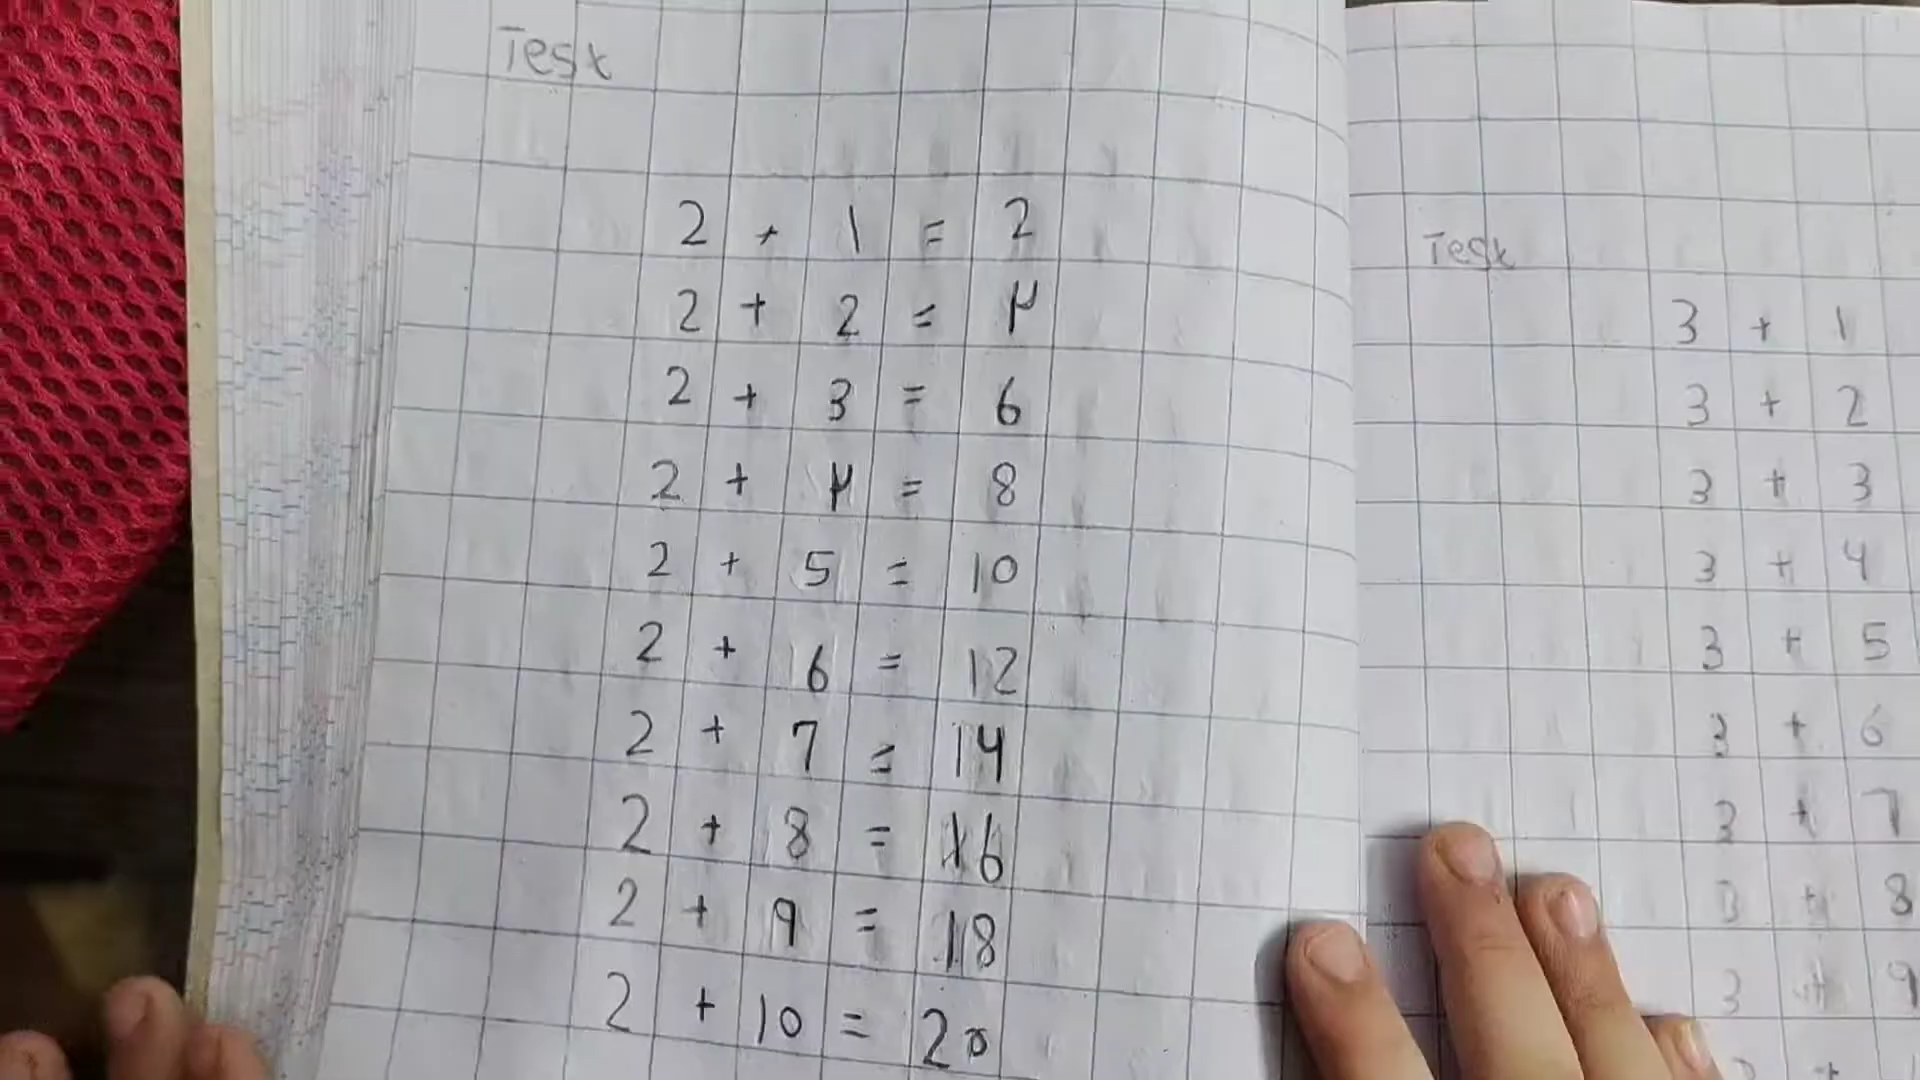 Test
2 + 1 = 2
2 + 2 = 4
2 + 3 = 6
2 + 4 = 8
2 + 5 = 10
2 + 6 = 12
2 + 7 = 14
2 + 8 = 16
2 + 9 = 18
2 + 10 = 20
Test
3 + 1
3 + 2
3 + 3
3 + 4
3 + 5
3 + 6
3 + 7
3 + 8
3 + 9